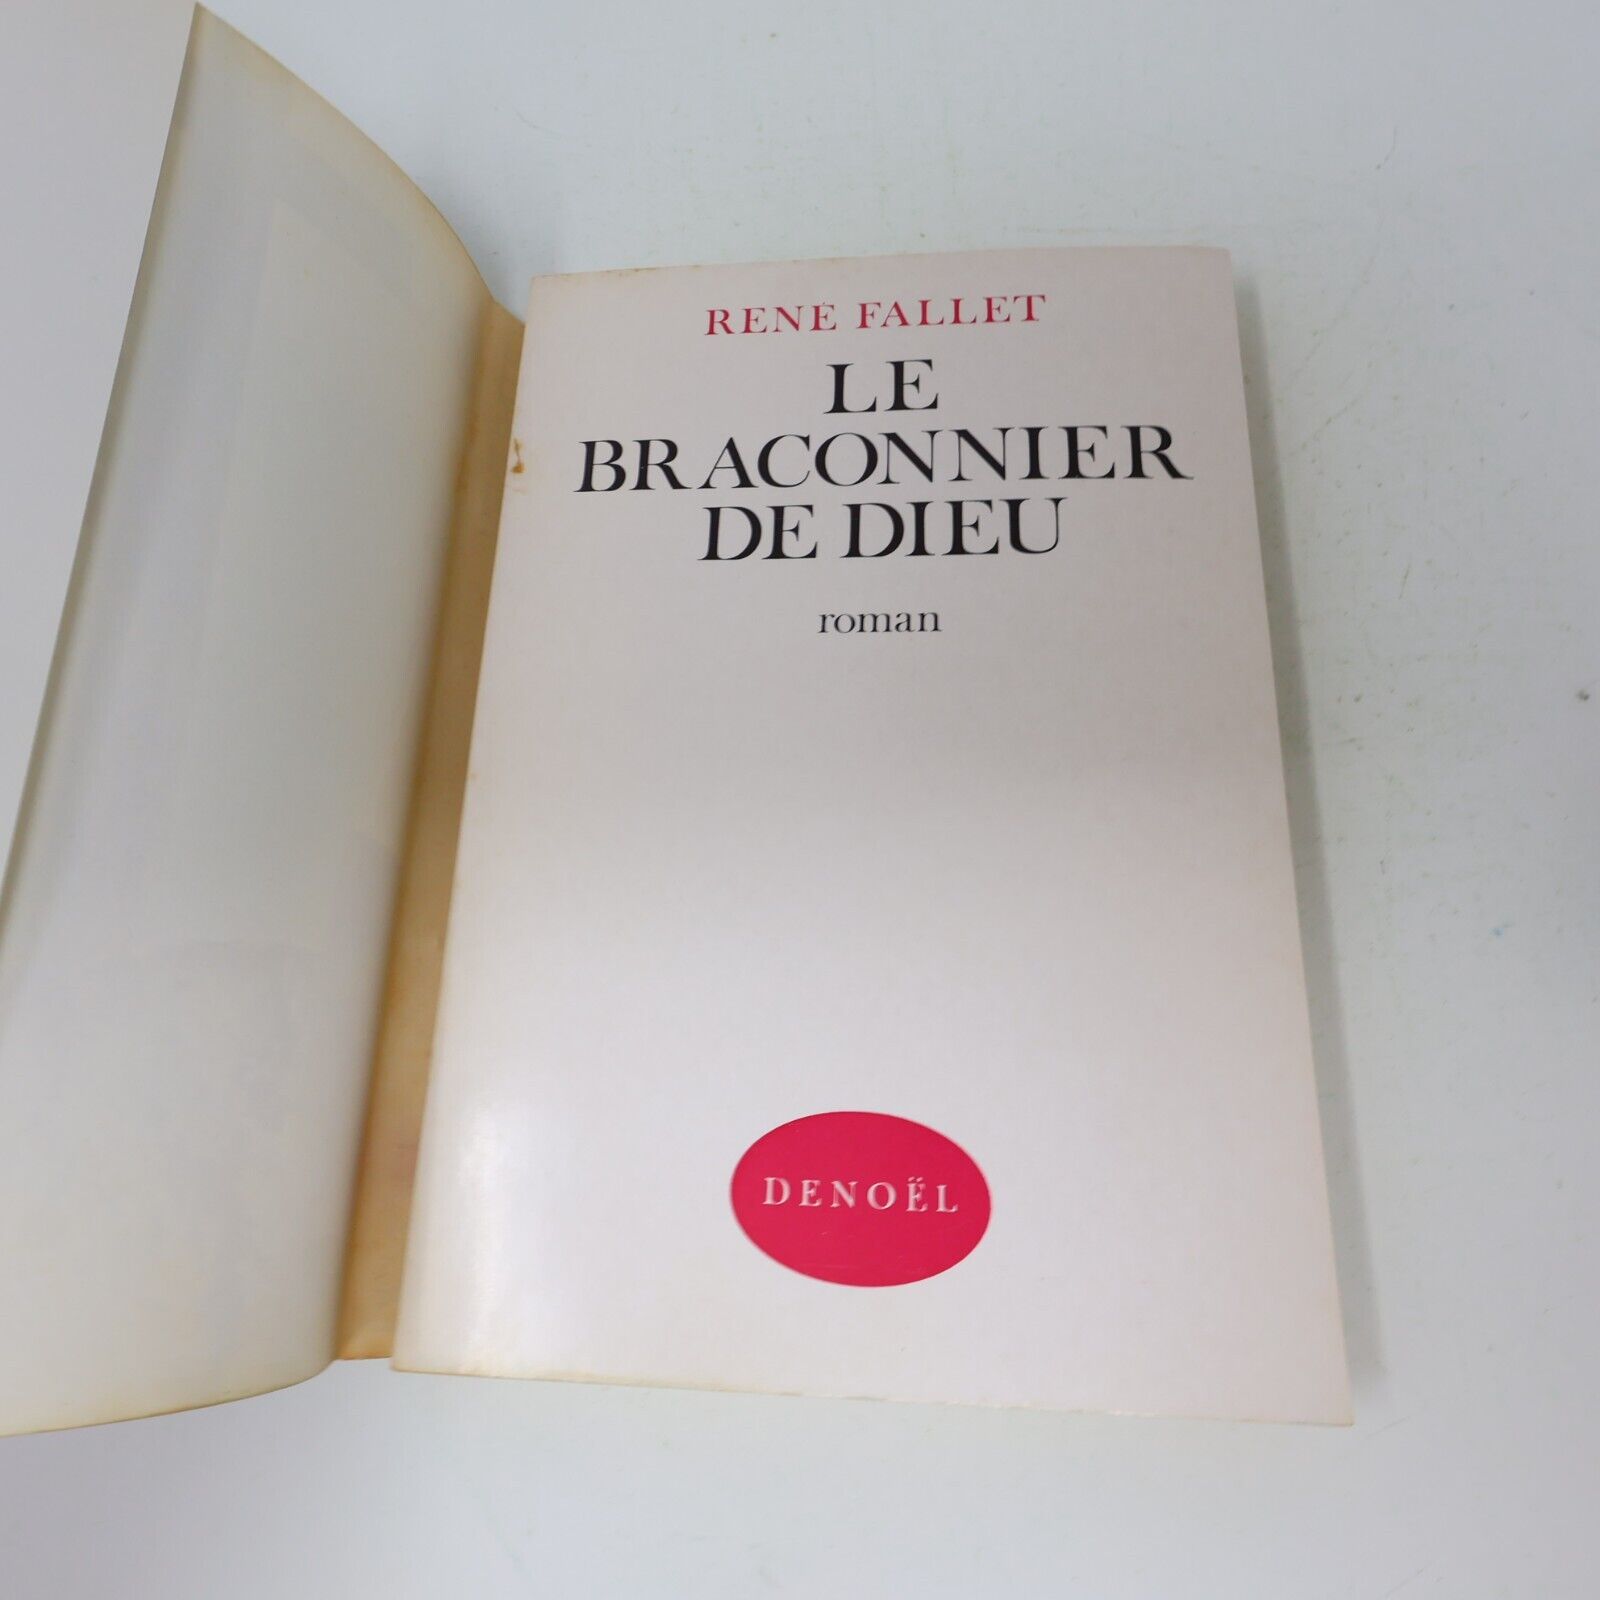 RENÉ FALLET
LE
BRACONNIER
DE DIEU
roman
DENOËL